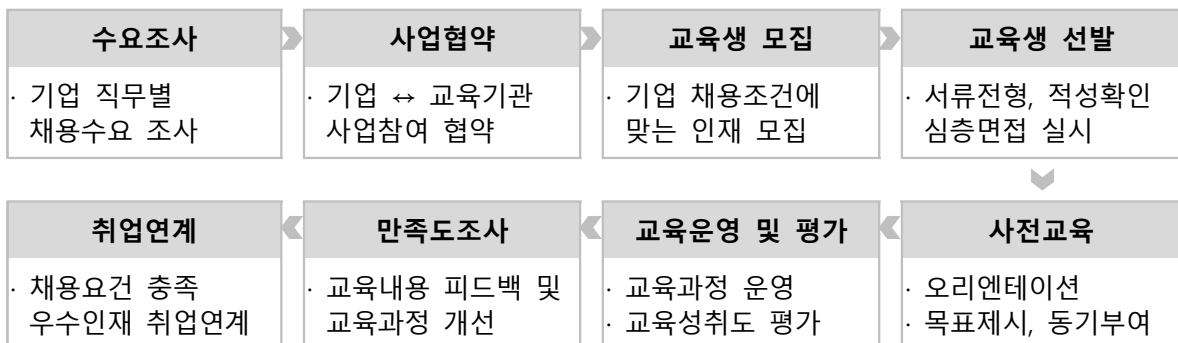 수요조사
· 기업 직무별
채용수요 조사
사업협약
· 기업 ↔ 교육기관
사업참여 협약
교육생 모집
· 기업 채용조건에
맞는 인재 모집
교육생 선발
· 서류전형, 적성확인
심층면접 실시
사전교육
· 오리엔테이션
· 목표제시, 동기부여
교육운영 및 평가
· 교육과정 운영
· 교육성취도 평가
만족도조사
· 교육내용 피드백 및
교육과정 개선
취업연계
· 채용요건 충족
우수인재 취업연계